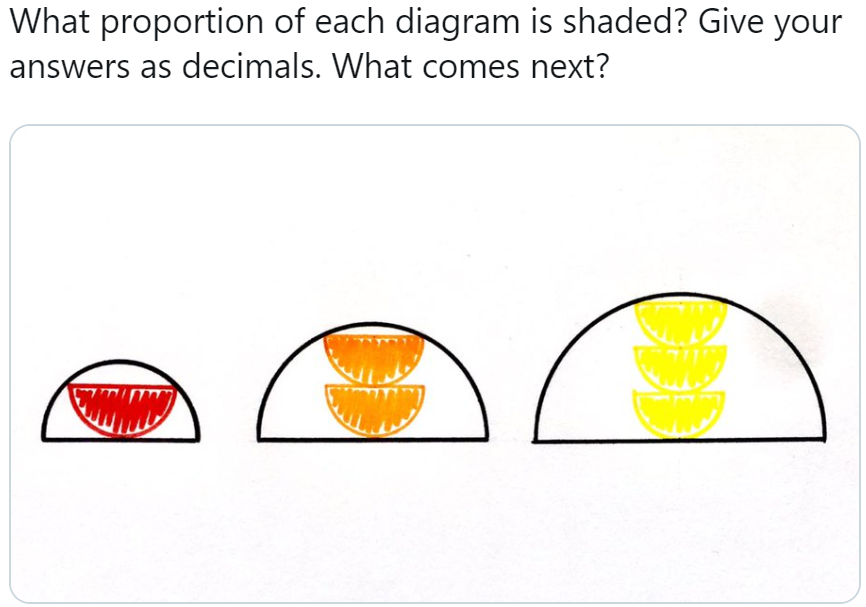 What proportion of each diagram is shaded? Give your
answers as decimals. What comes next?